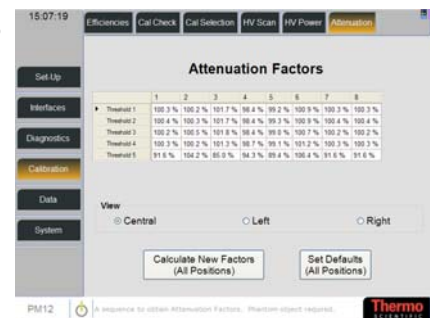 15:07:19
Efficiencies Cal Check Cal Selection HV Scan HV Power Attenuation
Attenuation Factors
Set-Up
Interfaces
Diagnostics
Calibration
Data
System
1 2 3 4 5 6 7 8
Threshold 1 100.3 % 100.2 % 101.7 % 98.4 % 99.2 % 100.9 % 100.3 % 100.3 %
Threshold 2 100.4 % 100.3 % 101.7 % 98.4 % 99.3 % 100.9 % 100.4 % 100.4 %
Threshold 3 100.2 % 100.5 % 101.8 % 98.4 % 99.0 % 100.7 % 100.2 % 100.2 %
Threshold 4 100.3 % 100.2 % 101.3 % 98.7 % 99.1 % 101.2 % 100.3 % 100.3 %
Threshold 5 91.6 % 104.2 % 85.0 % 94.3 % 89.4 % 106.4 % 91.6 % 91.6 %
View
Central Left Right
Calculate New Factors
(All Positions)
Set Defaults
(All Positions)
PM12 A sequence to obtain Attenuation Factors. Phantom object required.
Thermo
SCIENTIFIC